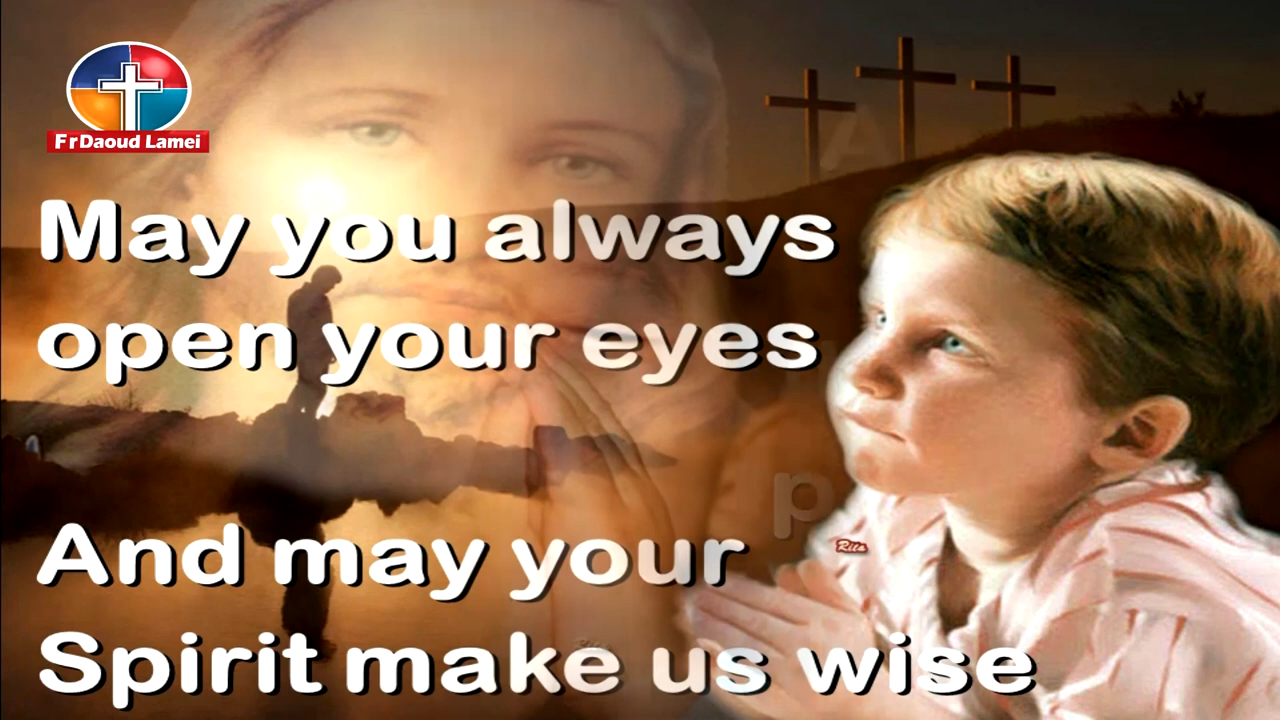 FrDaoud Lamei
May you always
open your eyes
And may your
Spirit make us wise
Rita
A
p